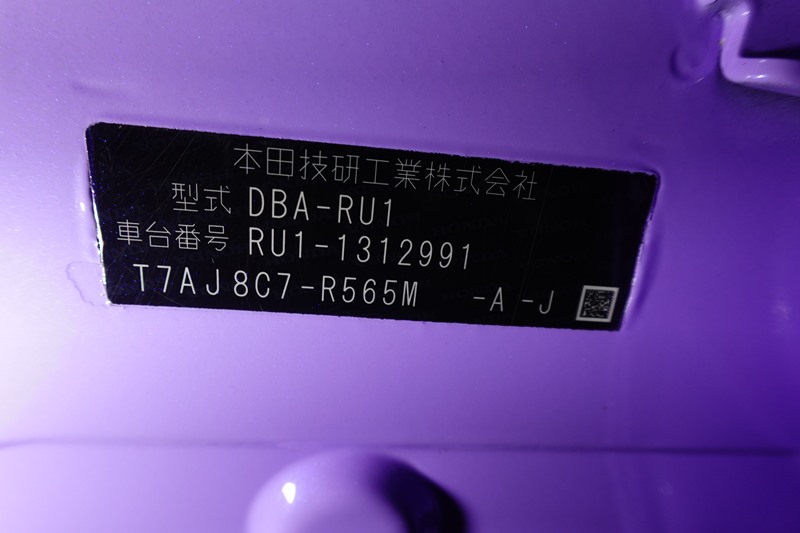 本田技研工業株式会社
型式 DBA-RU1
車台番号 RU1-1312991
T7AJ8C7-R565M -A -J